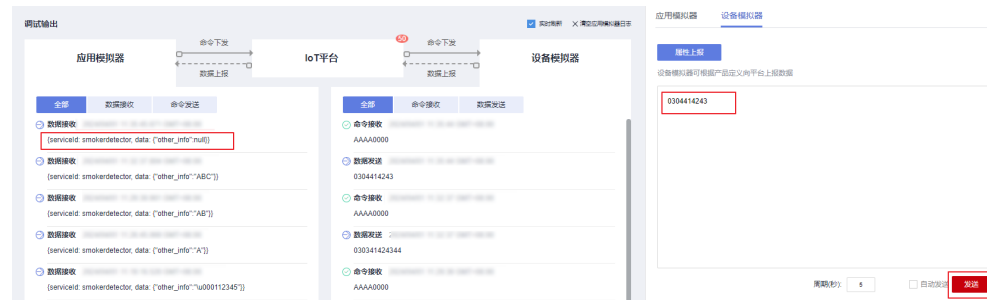 调试输出
实时刷新
清空应用模拟器日志
应用模拟器
命令下发
数据上报
IoT平台
50
命令下发
数据上报
设备模拟器
全部
数据接收
命令发送
数据接收
{serviceId: smokerdetector, data: {"other_info":null}}
数据接收
{serviceId: smokerdetector, data: {"other_info":"ABC"}}
数据接收
{serviceId: smokerdetector, data: {"other_info":"AB"}}
数据接收
{serviceId: smokerdetector, data: {"other_info":"A"}}
数据接收
{serviceId: smokerdetector, data: {"other_info":"\u000112345"}}
全部
命令接收
数据发送
命令接收
AAAA0000
数据发送
0304414243
命令接收
AAAA0000
数据发送
030341424344
命令接收
AAAA0000
应用模拟器
设备模拟器
属性上报
设备模拟器可根据产品定义向平台上报数据
0304414243
周期(秒):
5
自动发送
发送